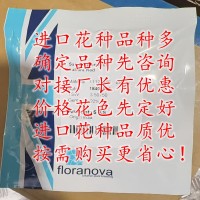 进口花种品种多
确定品种先咨询
对接厂长有优惠
价格花色先定好
进口花种品质优
按需购买更省心!
floranova